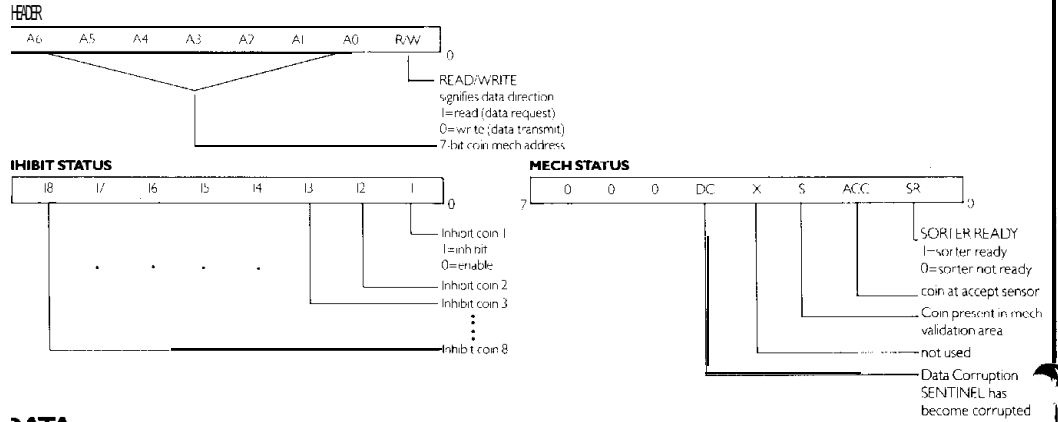 HEADER
A6 A5 A4 A3 A2 A1 A0 R/W
0
READ/WRITE
signifies data direction
1=read (data request)
0=write (data transmit)
7-bit coin mech address
IHIBIT STATUS
I8 I7 I6 I5 I4 I3 I2 I
0
Inhibit coin 1
1=inhibit
0=enable
Inhibit coin 2
Inhibit coin 3
Inhibit coin 8
MECH STATUS
7 0 0 0 DC X S ACC SR 0
SORTER READY
1=sorter ready
0=sorter not ready
coin at accept sensor
Coin present in mech
validation area
not used
Data Corruption
SENTINEL has
become corrupted